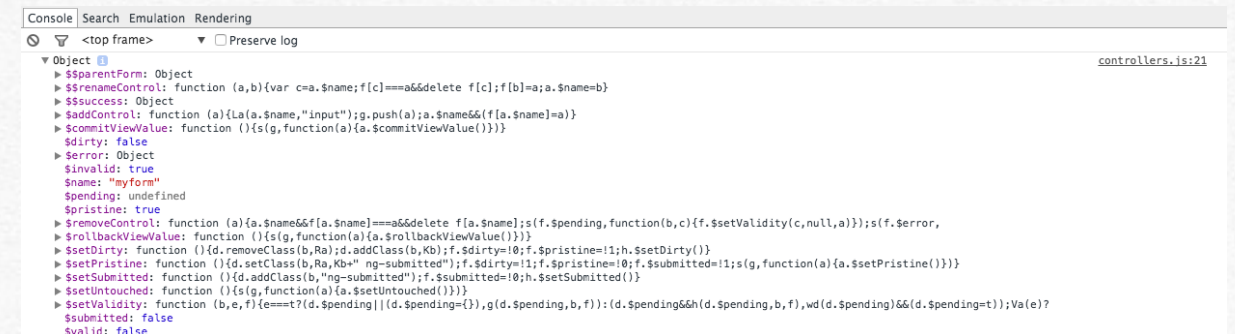 Console Search Emulation Rendering
<top frame> ▼ Preserve log
▼ Object i controllers.js:21
▶ $$parentForm: Object
▶ $$renameControl: function (a,b){var c=a.$name;f[c]===a&&delete f[c];f[b]=a;a.$name=b}
▶ $$success: Object
▶ $addControl: function (a){La(a.$name,"input");g.push(a);a.$name&&(f[a.$name]=a)}
▶ $commitViewValue: function (){s(g,function(a){a.$commitViewValue()})}
$dirty: false
▶ $error: Object
$invalid: true
$name: "myform"
$pending: undefined
$pristine: true
▶ $removeControl: function (a){a.$name&&f[a.$name]===a&&delete f[a.$name];s(f.$pending,function(b,c){f.$setValidity(c,null,a)});s(f.$error,
▶ $rollbackViewValue: function (){s(g,function(a){a.$rollbackViewValue()})}
▶ $setDirty: function (){d.removeClass(b,Ra);d.addClass(b,Kb);f.$dirty=!0;f.$pristine=!1;h.$setDirty()}
▶ $setPristine: function (){d.setClass(b,Ra,Kb+" ng-submitted");f.$dirty=!1;f.$pristine=!0;f.$submitted=!1;s(g,function(a){a.$setPristine()})}
▶ $setSubmitted: function (){d.addClass(b,"ng-submitted");f.$submitted=!0;h.$setSubmitted()}
▶ $setUntouched: function (){s(g,function(a){a.$setUntouched()})}
▶ $setValidity: function (b,e,f){e===t?(d.$pending||(d.$pending={}),g(d.$pending,b,f)):(d.$pending&&h(d.$pending,b,f),wd(d.$pending)&&(d.$pending=t));Va(e)?
$submitted: false
$valid: false